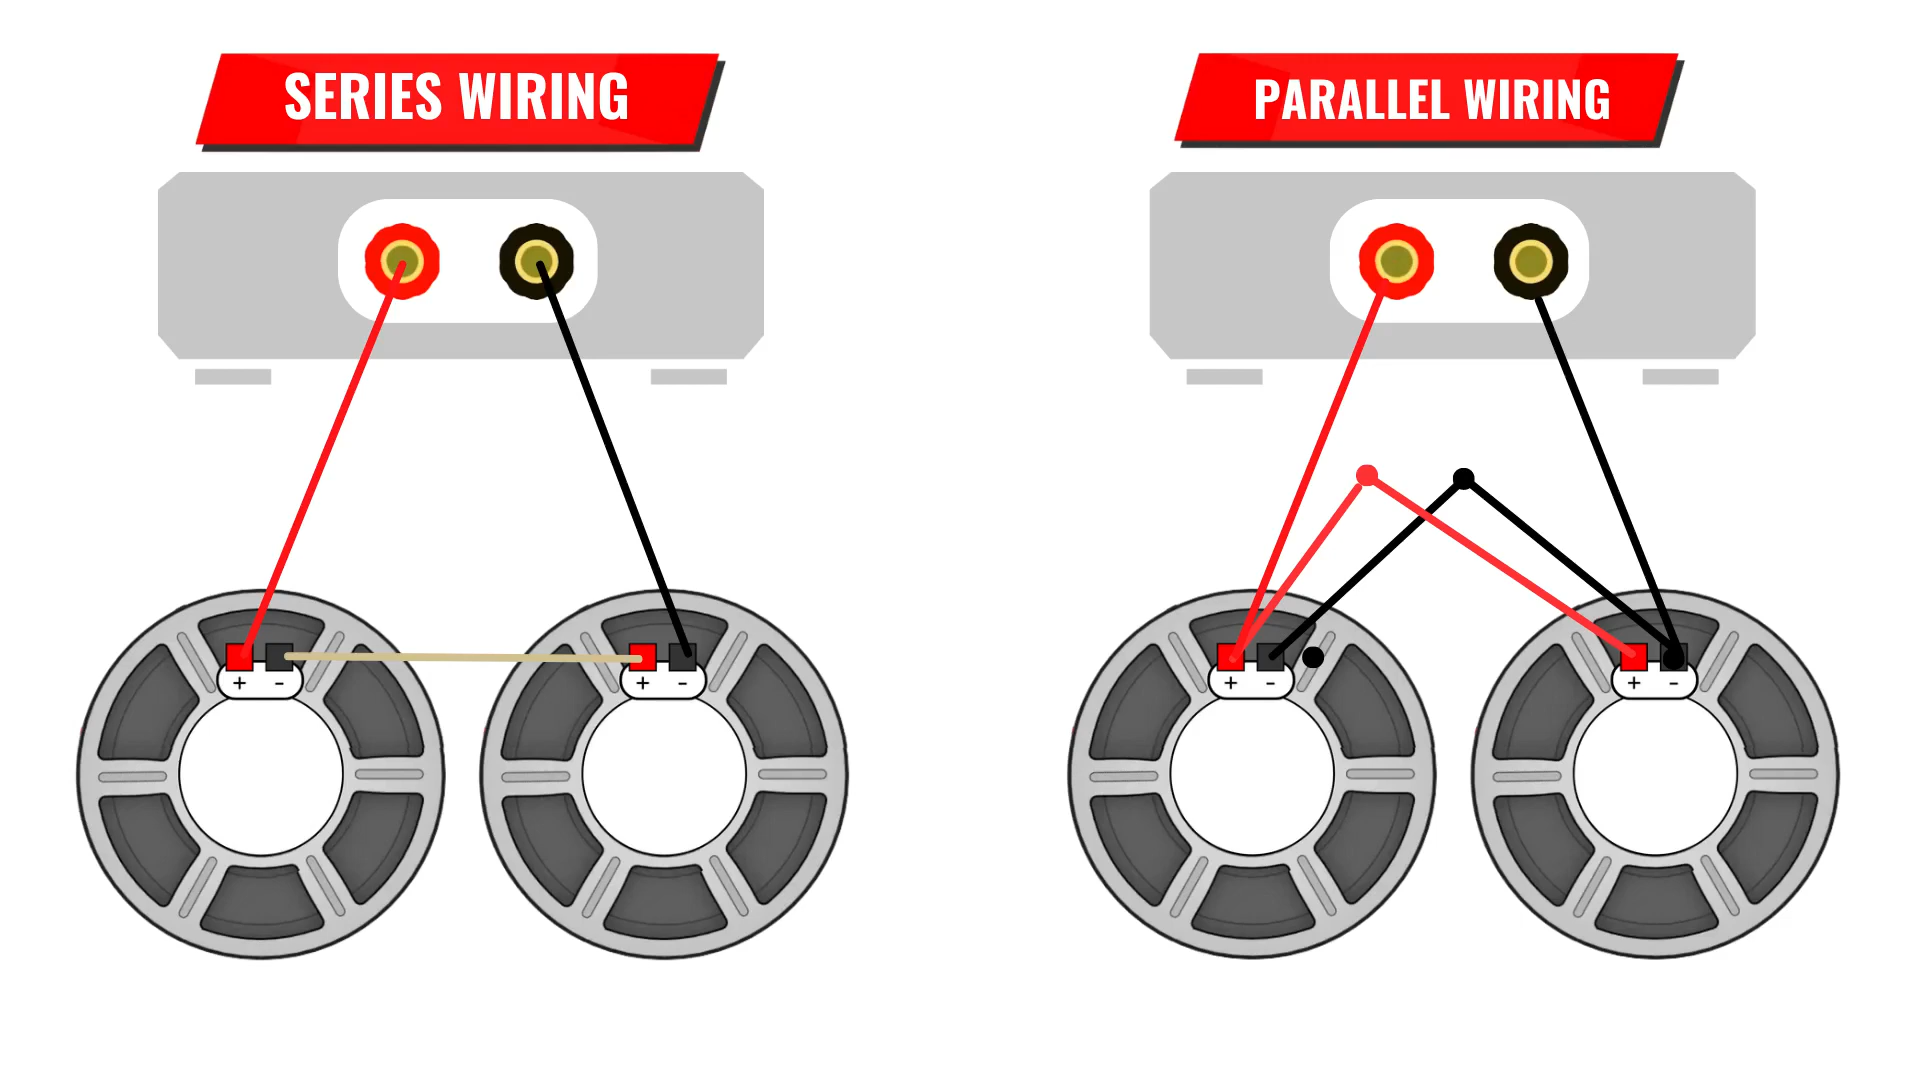 SERIES WIRING
PARALLEL WIRING
+ -
+ -
+ -
+ -